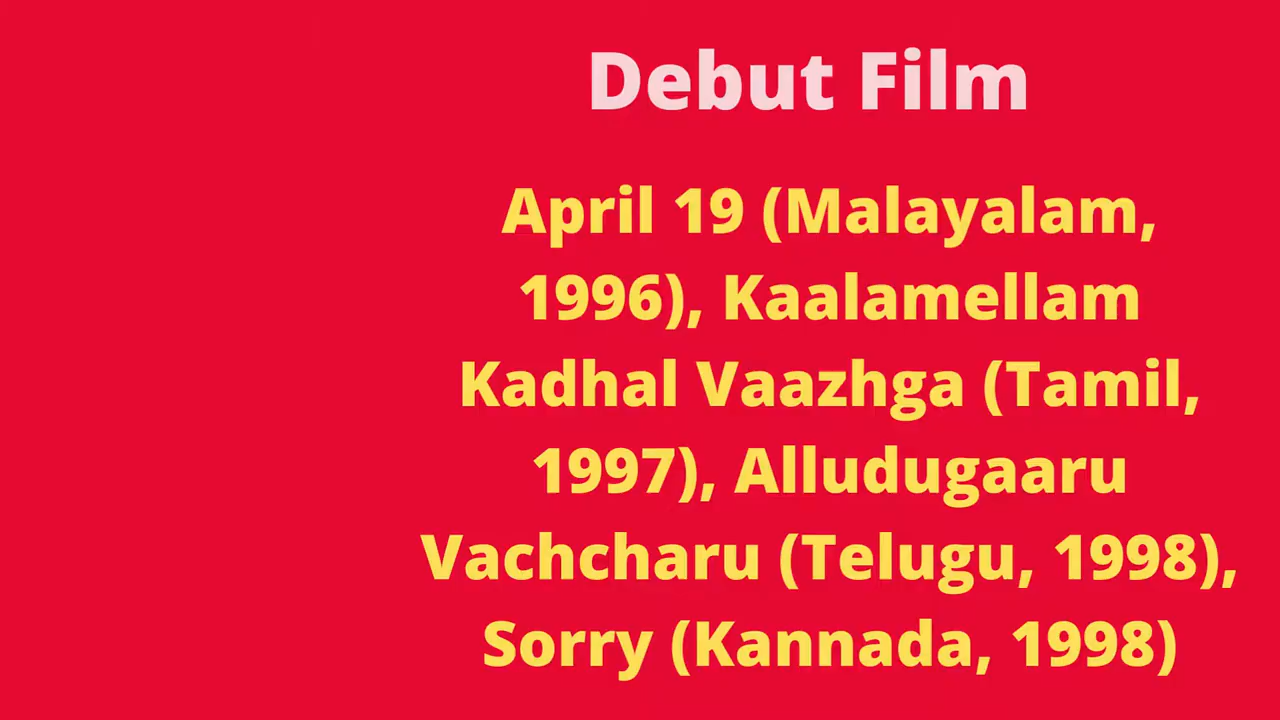 Debut Film
April 19 (Malayalam,
1996), Kaalamellam
Kadhal Vaazhga (Tamil,
1997), Alludugaaru
Vachcharu (Telugu, 1998),
Sorry (Kannada, 1998)